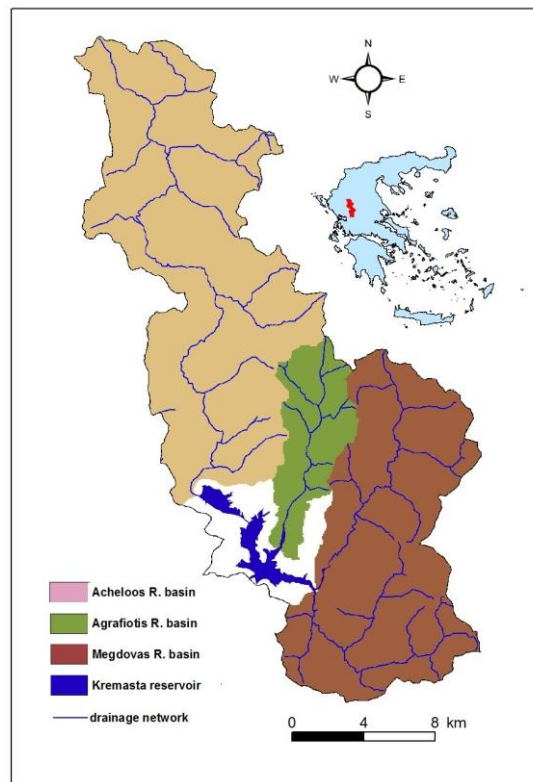 N
W E
S
Acheloos R. basin
Agrafiotis R. basin
Megdovas R. basin
Kremasta reservoir
drainage network
0 4 8 km